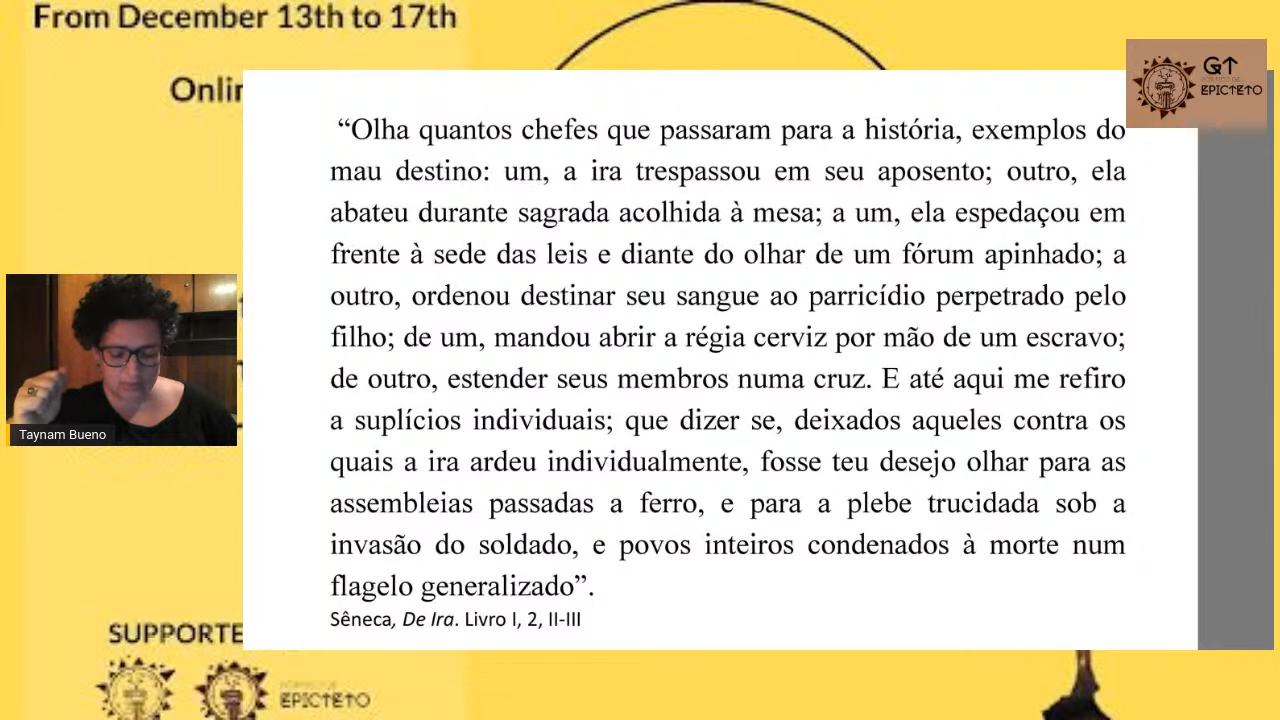 From December 13th to 17th
Onlin
GT
EPICTETO
“Olha quantos chefes que passaram para a história, exemplos do
mau destino: um, a ira trespassou em seu aposento; outro, ela
abateu durante sagrada acolhida à mesa; a um, ela espedaçou em
frente à sede das leis e diante do olhar de um fórum apinhado; a
outro, ordenou destinar seu sangue ao parricídio perpetrado pelo
filho; de um, mandou abrir a régia cerviz por mão de um escravo;
de outro, estender seus membros numa cruz. E até aqui me refiro
a suplícios individuais; que dizer se, deixados aqueles contra os
quais a ira ardeu individualmente, fosse teu desejo olhar para as
assembleias passadas a ferro, e para a plebe trucidada sob a
invasão do soldado, e povos inteiros condenados à morte num
flagelo generalizado”.
Sêneca, De Ira. Livro I, 2, II-III
Taynam Bueno
SUPPORTE
EPICTETO